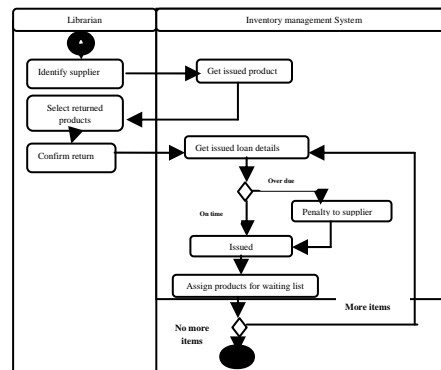 Librarian
Inventory management System
Identify supplier
Get issued product
Select returned
products
Confirm return
Get issued loan details
Over due
On time
Penalty to supplier
Issued
Assign products for waiting list
More items
No more
items